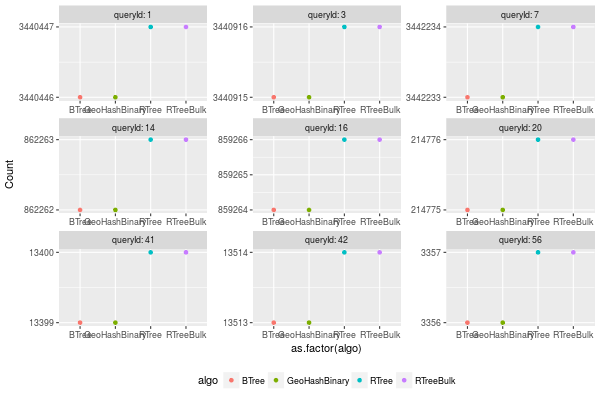 queryId: 1
queryId: 3
queryId: 7
3440447
3440446
3440916
3440915
3442234
3442233
BTree GeoHashBinary RTree RTreeBulk
BTree GeoHashBinary RTree RTreeBulk
BTree GeoHashBinary RTree RTreeBulk
queryId: 14
queryId: 16
queryId: 20
862263
862262
859266
859265
859264
214776
214775
BTree GeoHashBinary RTree RTreeBulk
BTree GeoHashBinary RTree RTreeBulk
BTree GeoHashBinary RTree RTreeBulk
queryId: 41
queryId: 42
queryId: 56
13400
13399
13514
13513
3357
3356
BTree GeoHashBinary RTree RTreeBulk
BTree GeoHashBinary RTree RTreeBulk
BTree GeoHashBinary RTree RTreeBulk
Count
as.factor(algo)
algo BTree GeoHashBinary RTree RTreeBulk